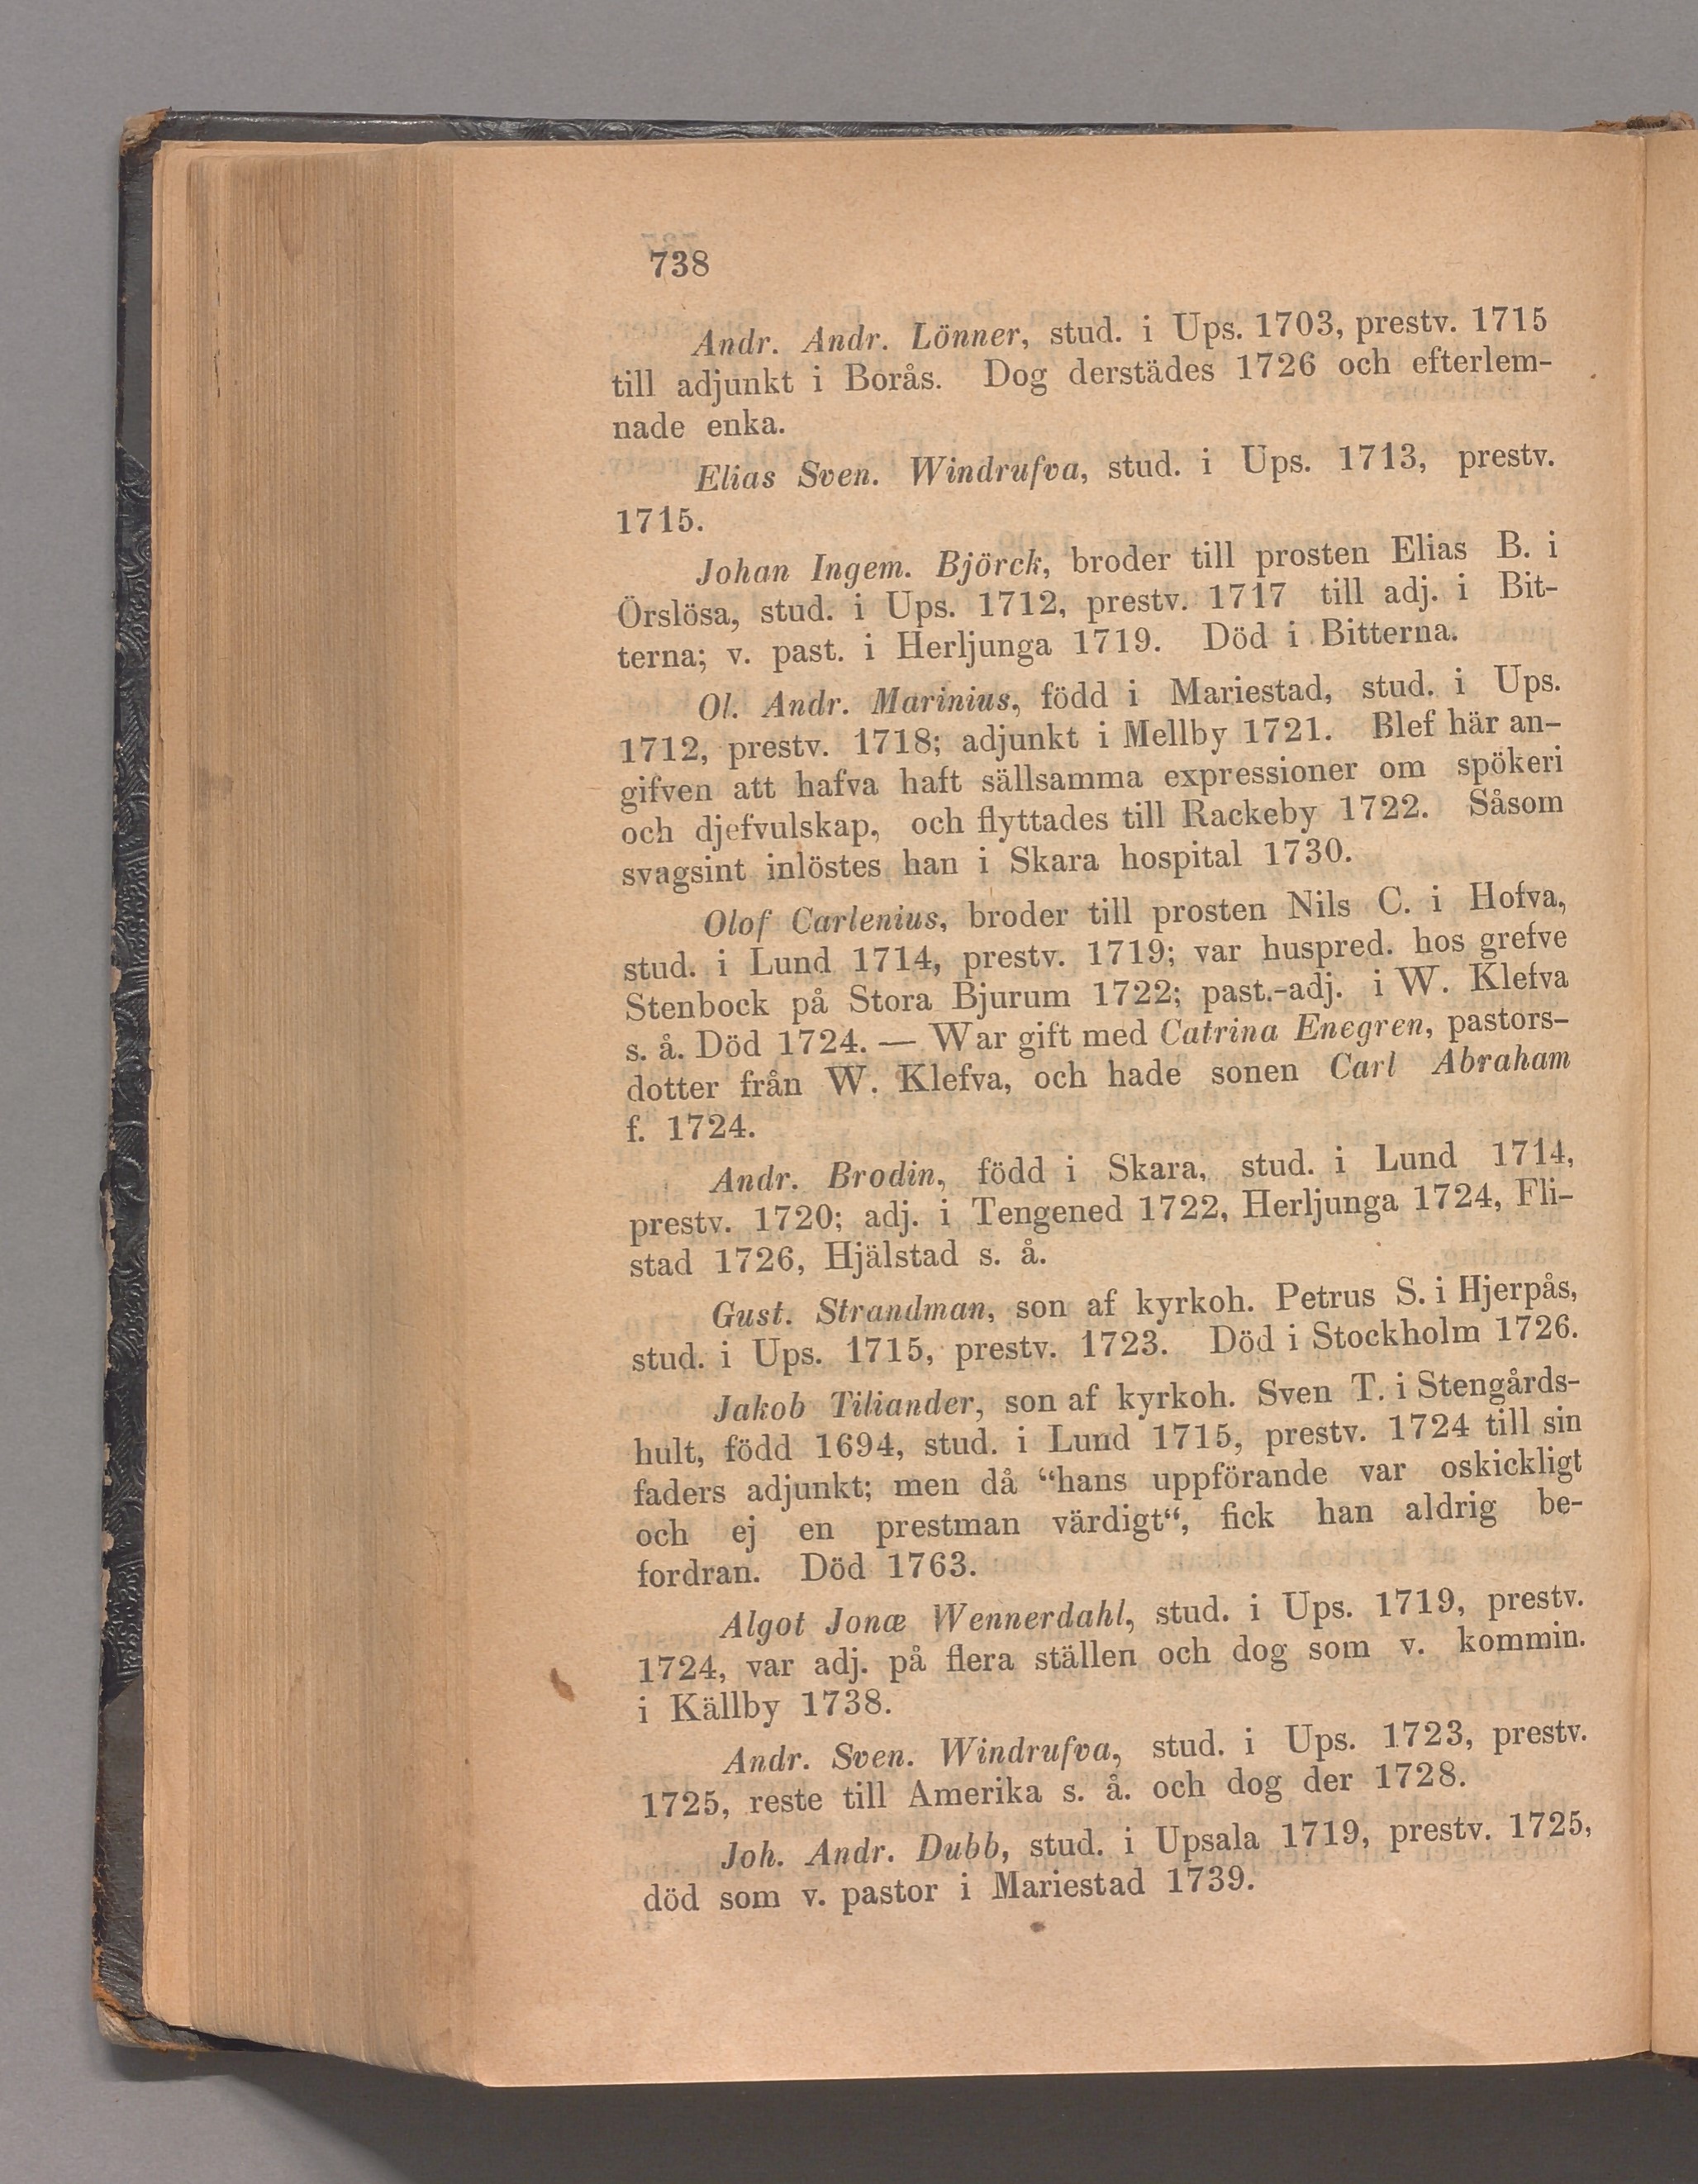 738
Andr. Andr. Lönner, stud. i Ups. 1703, prestv. 1715
till adjunkt i Borås. Dog derstädes 1726 och efterlem-
nade enka.
Elias Sven. Windrufva, stud. i Ups. 1713, prestv.
1715.
Johan Ingem. Björck, broder till prosten Elias B. i
Örslösa, stud. i Ups. 1712, prestv. 1717 till adj. i Bit-
terna; v. past. i Herljunga 1719. Död i Bitterna.
Ol. Andr. Marinius, född i Mariestad, stud. i Ups.
1712, prestv. 1718; adjunkt i Mellby 1721. Blef här an-
gifven att hafva haft sällsamma expressioner om spökeri
och djefvulskap, och flyttades till Rackeby 1722. Såsom
svagsint inlöstes han i Skara hospital 1730.
Olof Carlenius, broder till prosten Nils C. i Hofva,
stud. i Lund 1714, prestv. 1719; var huspred. hos grefve
Stenbock på Stora Bjurum 1722; past.-adj. i W. Klefva
s. å. Död 1724. — War gift med Catrina Enegren, pastors-
dotter från W. Klefva, och hade sonen Carl Abraham
f. 1724.
Andr. Brodin, född i Skara, stud. i Lund 1714,
prestv. 1720; adj. i Tengened 1722, Herljunga 1724, Fli-
stad 1726, Hjälstad s. å.
Gust. Strandman, son af kyrkoh. Petrus S. i Hjerpås,
stud. i Ups. 1715, prestv. 1723. Död i Stockholm 1726.
Jakob Tiliander, son af kyrkoh. Sven T. i Stengårds-
hult, född 1694, stud. i Lund 1715, prestv. 1724 till sin
faders adjunkt; men då “hans uppförande var oskickligt
och ej en prestman värdigt“, fick han aldrig be-
fordran. Död 1763.
Algot Jonæ Wennerdahl, stud. i Ups. 1719, prestv.
1724, var adj. på flera ställen och dog som v. kommin.
i Källby 1738.
Andr. Sven. Windrufva, stud. i Ups. 1723, prestv.
1725, reste till Amerika s. å. och dog der 1728.
Joh. Andr. Dubb, stud. i Upsala 1719, prestv. 1725,
död som v. pastor i Mariestad 1739.